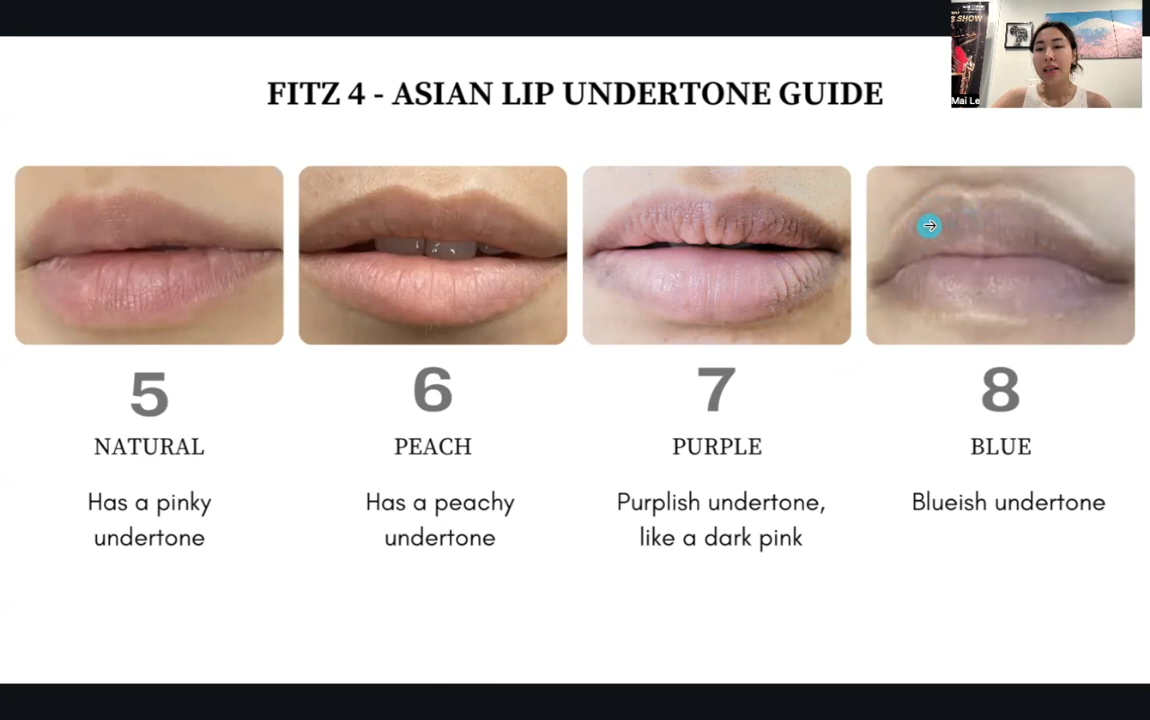 FITZ 4 - ASIAN LIP UNDERTONE GUIDE
S.SHOW
Mai Le
5
NATURAL
Has a pinky
undertone
6
PEACH
Has a peachy
undertone
7
PURPLE
Purplish undertone,
like a dark pink
8
BLUE
Blueish undertone